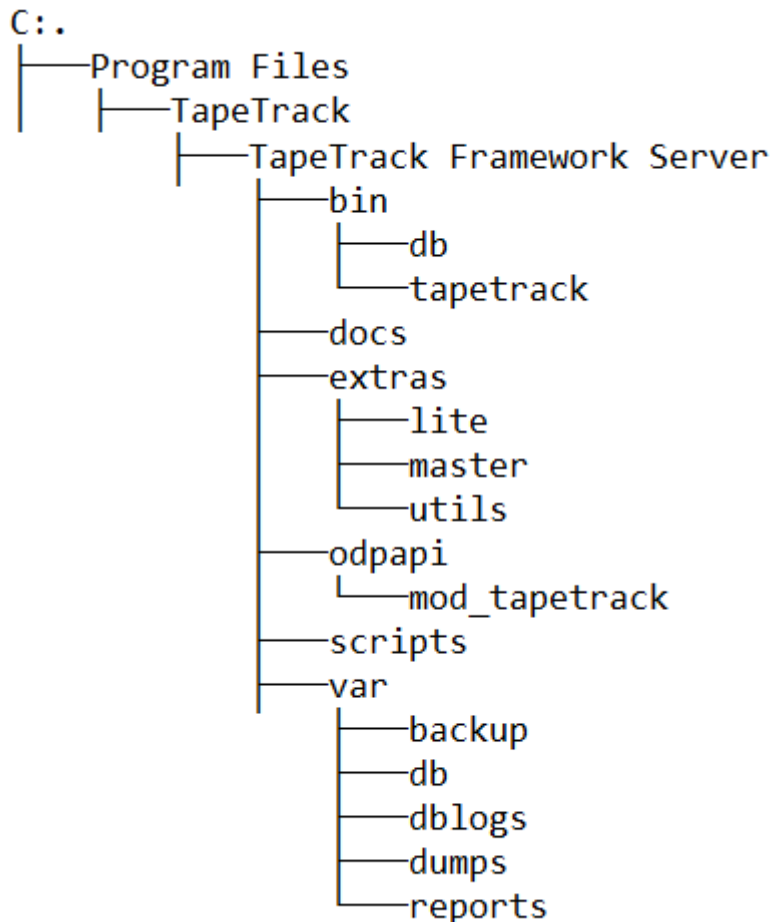 C:.
Program Files
TapeTrack
TapeTrack Framework Server
bin
db
tapetrack
docs
extras
lite
master
utils
odpapi
mod_tapetrack
scripts
var
backup
db
dblogs
dumps
reports